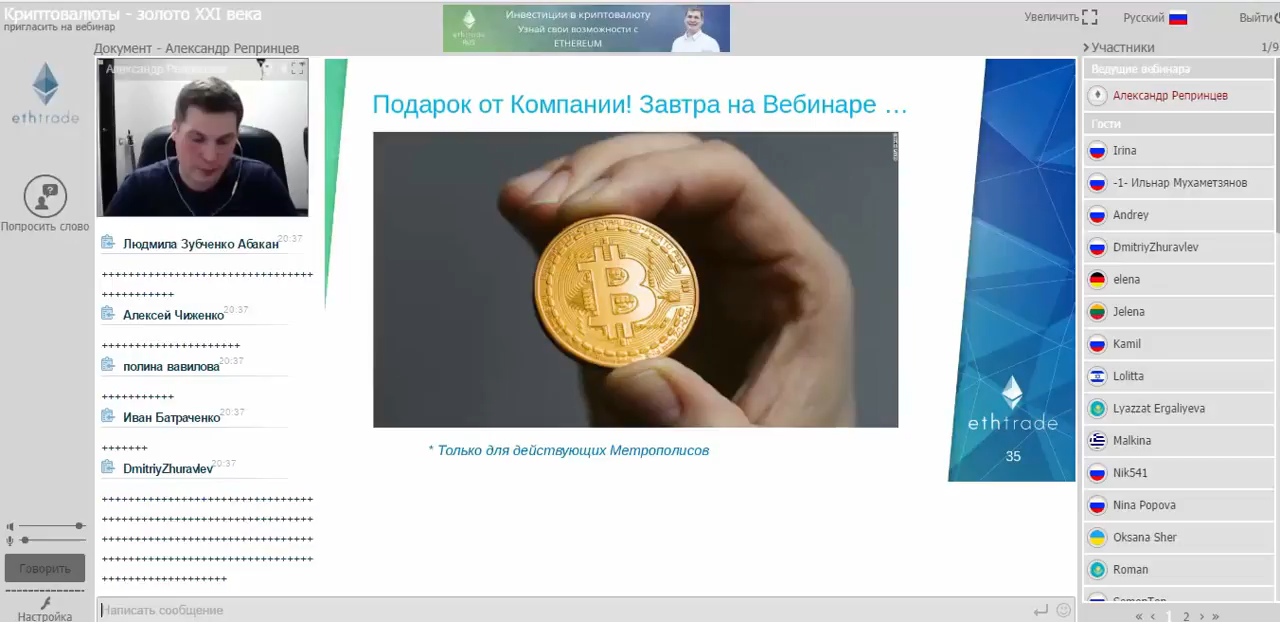 Криптовалюты - золото XXI века
пригласить на вебинар
ethtrade
Инвестиции в криптовалюту
Узнай свои возможности с
ETHEREUM
Увеличить
Русский
Выйти
Документ - Александр Репринцев
Участники 1/9
ethtrade
Попросить слово
Александр Репринцев
Людмила Зубченко Абакан 20:37
+++++++++++++++++++++++++++++++++
+++++++++++
Алексей Чиженко 20:37
+++++++++++++++++++++
полина вавилова 20:37
+++++++++++
Иван Батраченко 20:37
+++++++
DmitriyZhuravlev 20:37
+++++++++++++++++++++++++++++++++
+++++++++++++++++++++++++++++++++
+++++++++++++++++++++++++++++++++
+++++++++++++++++++++++++++++++++
+++++++++++++++++++
Подарок от Компании! Завтра на Вебинаре ...
* Только для действующих Метрополисов
ethtrade
35
Ведущие вебинара
Александр Репринцев
Гости
Irina
-1- Ильнар Мухаметзянов
Andrey
DmitriyZhuravlev
elena
Jelena
Kamil
Lolitta
Lyazzat Ergaliyeva
Malkina
Nik541
Nina Popova
Oksana Sher
Roman
Говорить
Настройка
Написать сообщение
« < 1 2 > »